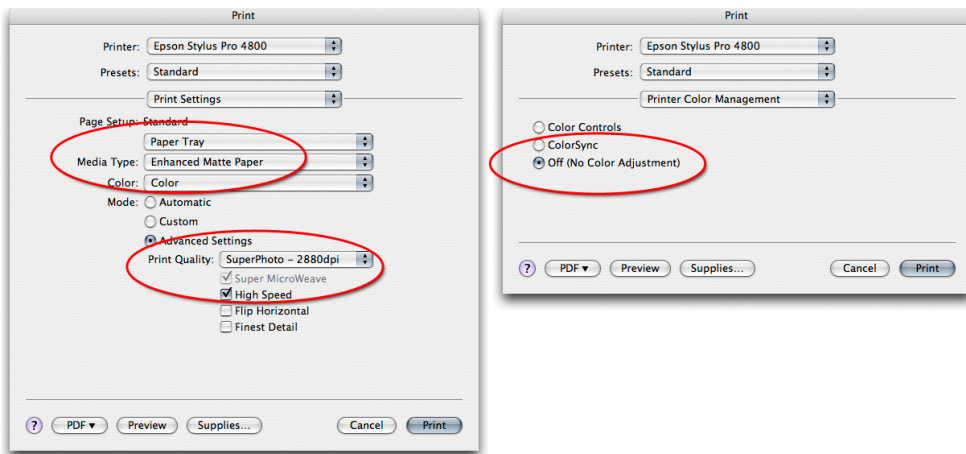 Print
Printer: Epson Stylus Pro 4800
Presets: Standard
Print Settings
Page Setup: Standard
Paper Tray
Media Type: Enhanced Matte Paper
Color: Color
Mode: Automatic
Custom
Advanced Settings
Print Quality: SuperPhoto - 2880dpi
Super MicroWeave
High Speed
Flip Horizontal
Finest Detail
? PDF Preview Supplies... Cancel Print
Print
Printer: Epson Stylus Pro 4800
Presets: Standard
Printer Color Management
Color Controls
ColorSync
Off (No Color Adjustment)
? PDF Preview Supplies... Cancel Print